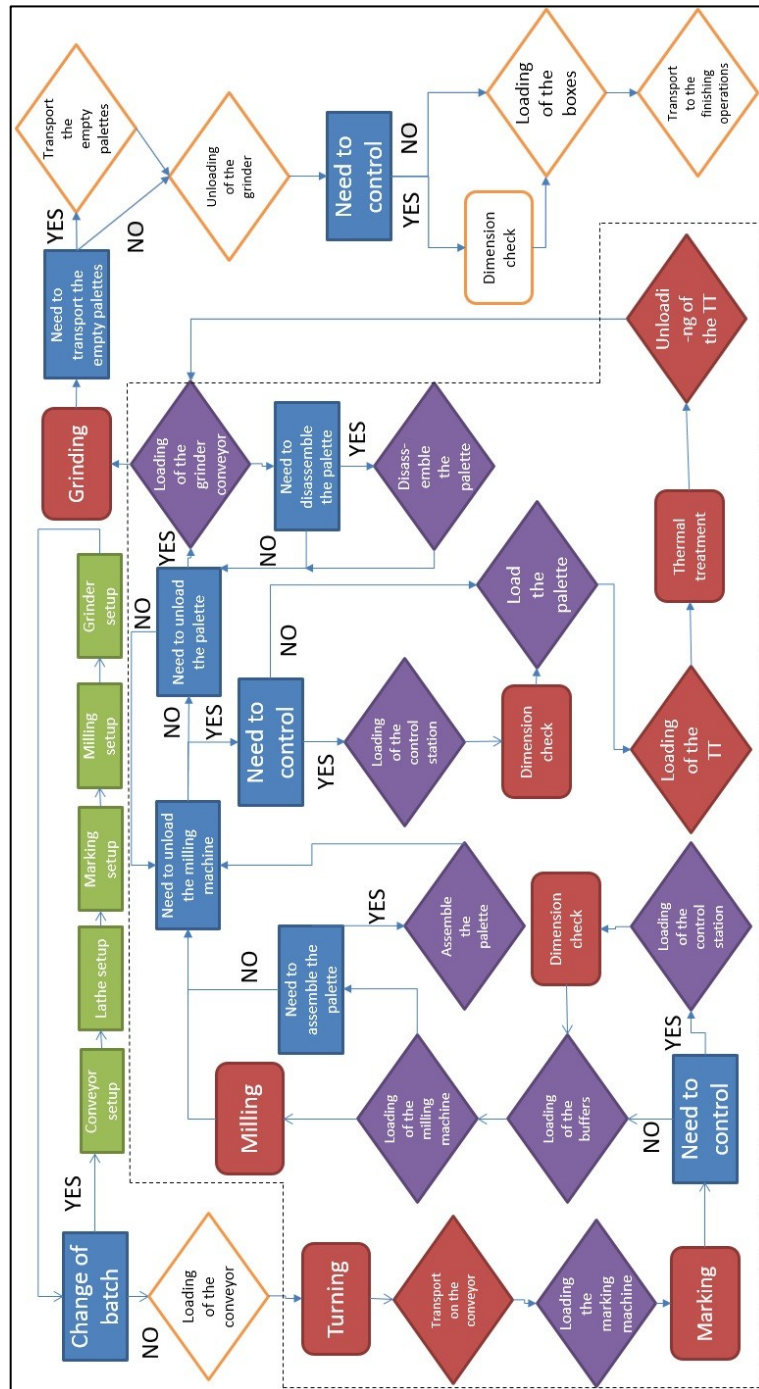 Change of
batch
YES
NO
Conveyor
setup
Lathe setup
Marking
setup
Milling
setup
Grinder
setup
Loading
of the
conveyor
Turning
Transport
on the
conveyor
Loading
the
marking
machine
Marking
Need to
control
NO
YES
Loading
of the control
station
Dimension
check
Loading
of the
buffers
Loading
of the
milling
machine
Milling
Need to
assemble the
palette
NO
YES
Assemble
the
palette
Need to unload
the milling
machine
NO
YES
Need to unload
the palette
NO
YES
Need to
control
NO
YES
Loading
of the control
station
Dimension
check
Load
the
palette
Loading
of the
TT
Thermal
treatment
Unloadi
-ng of
the TT
Loading
of the
grinder
conveyor
Need to
disassemble
the palette
NO
YES
Disass-
emble
the
palette
Grinding
Need to
transport the
empty palettes
YES
NO
Transport
the
empty
palettes
Unloading
of the
grinder
Need to
control
NO
YES
Dimension
check
Loading
of the
boxes
Transport
to the
finishing
operations